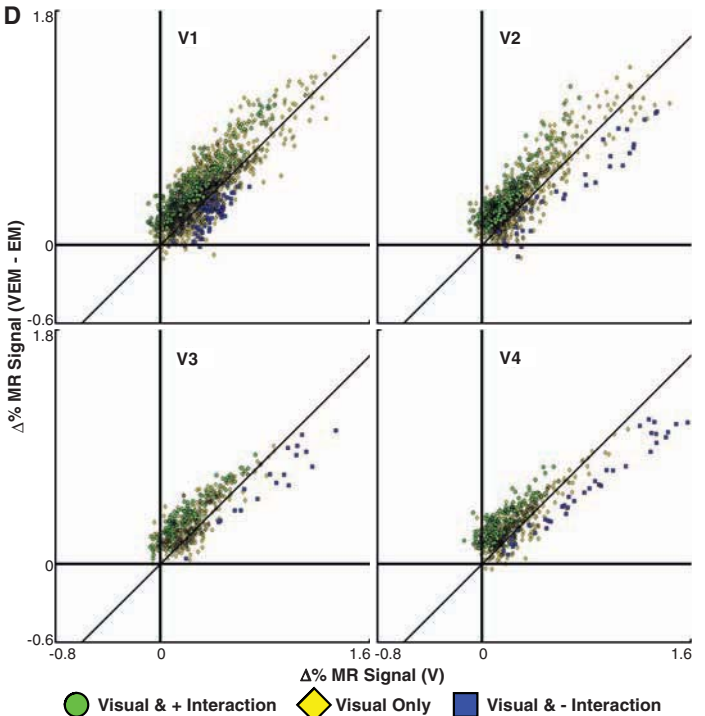 D
1.8
V1
V2
0
-0.6
1.8
V3
V4
0
-0.6
-0.8
0
1.6
-0.8
0
1.6
Δ% MR Signal (VEM - EM)
Δ% MR Signal (V)
Visual & + Interaction
Visual Only
Visual & - Interaction